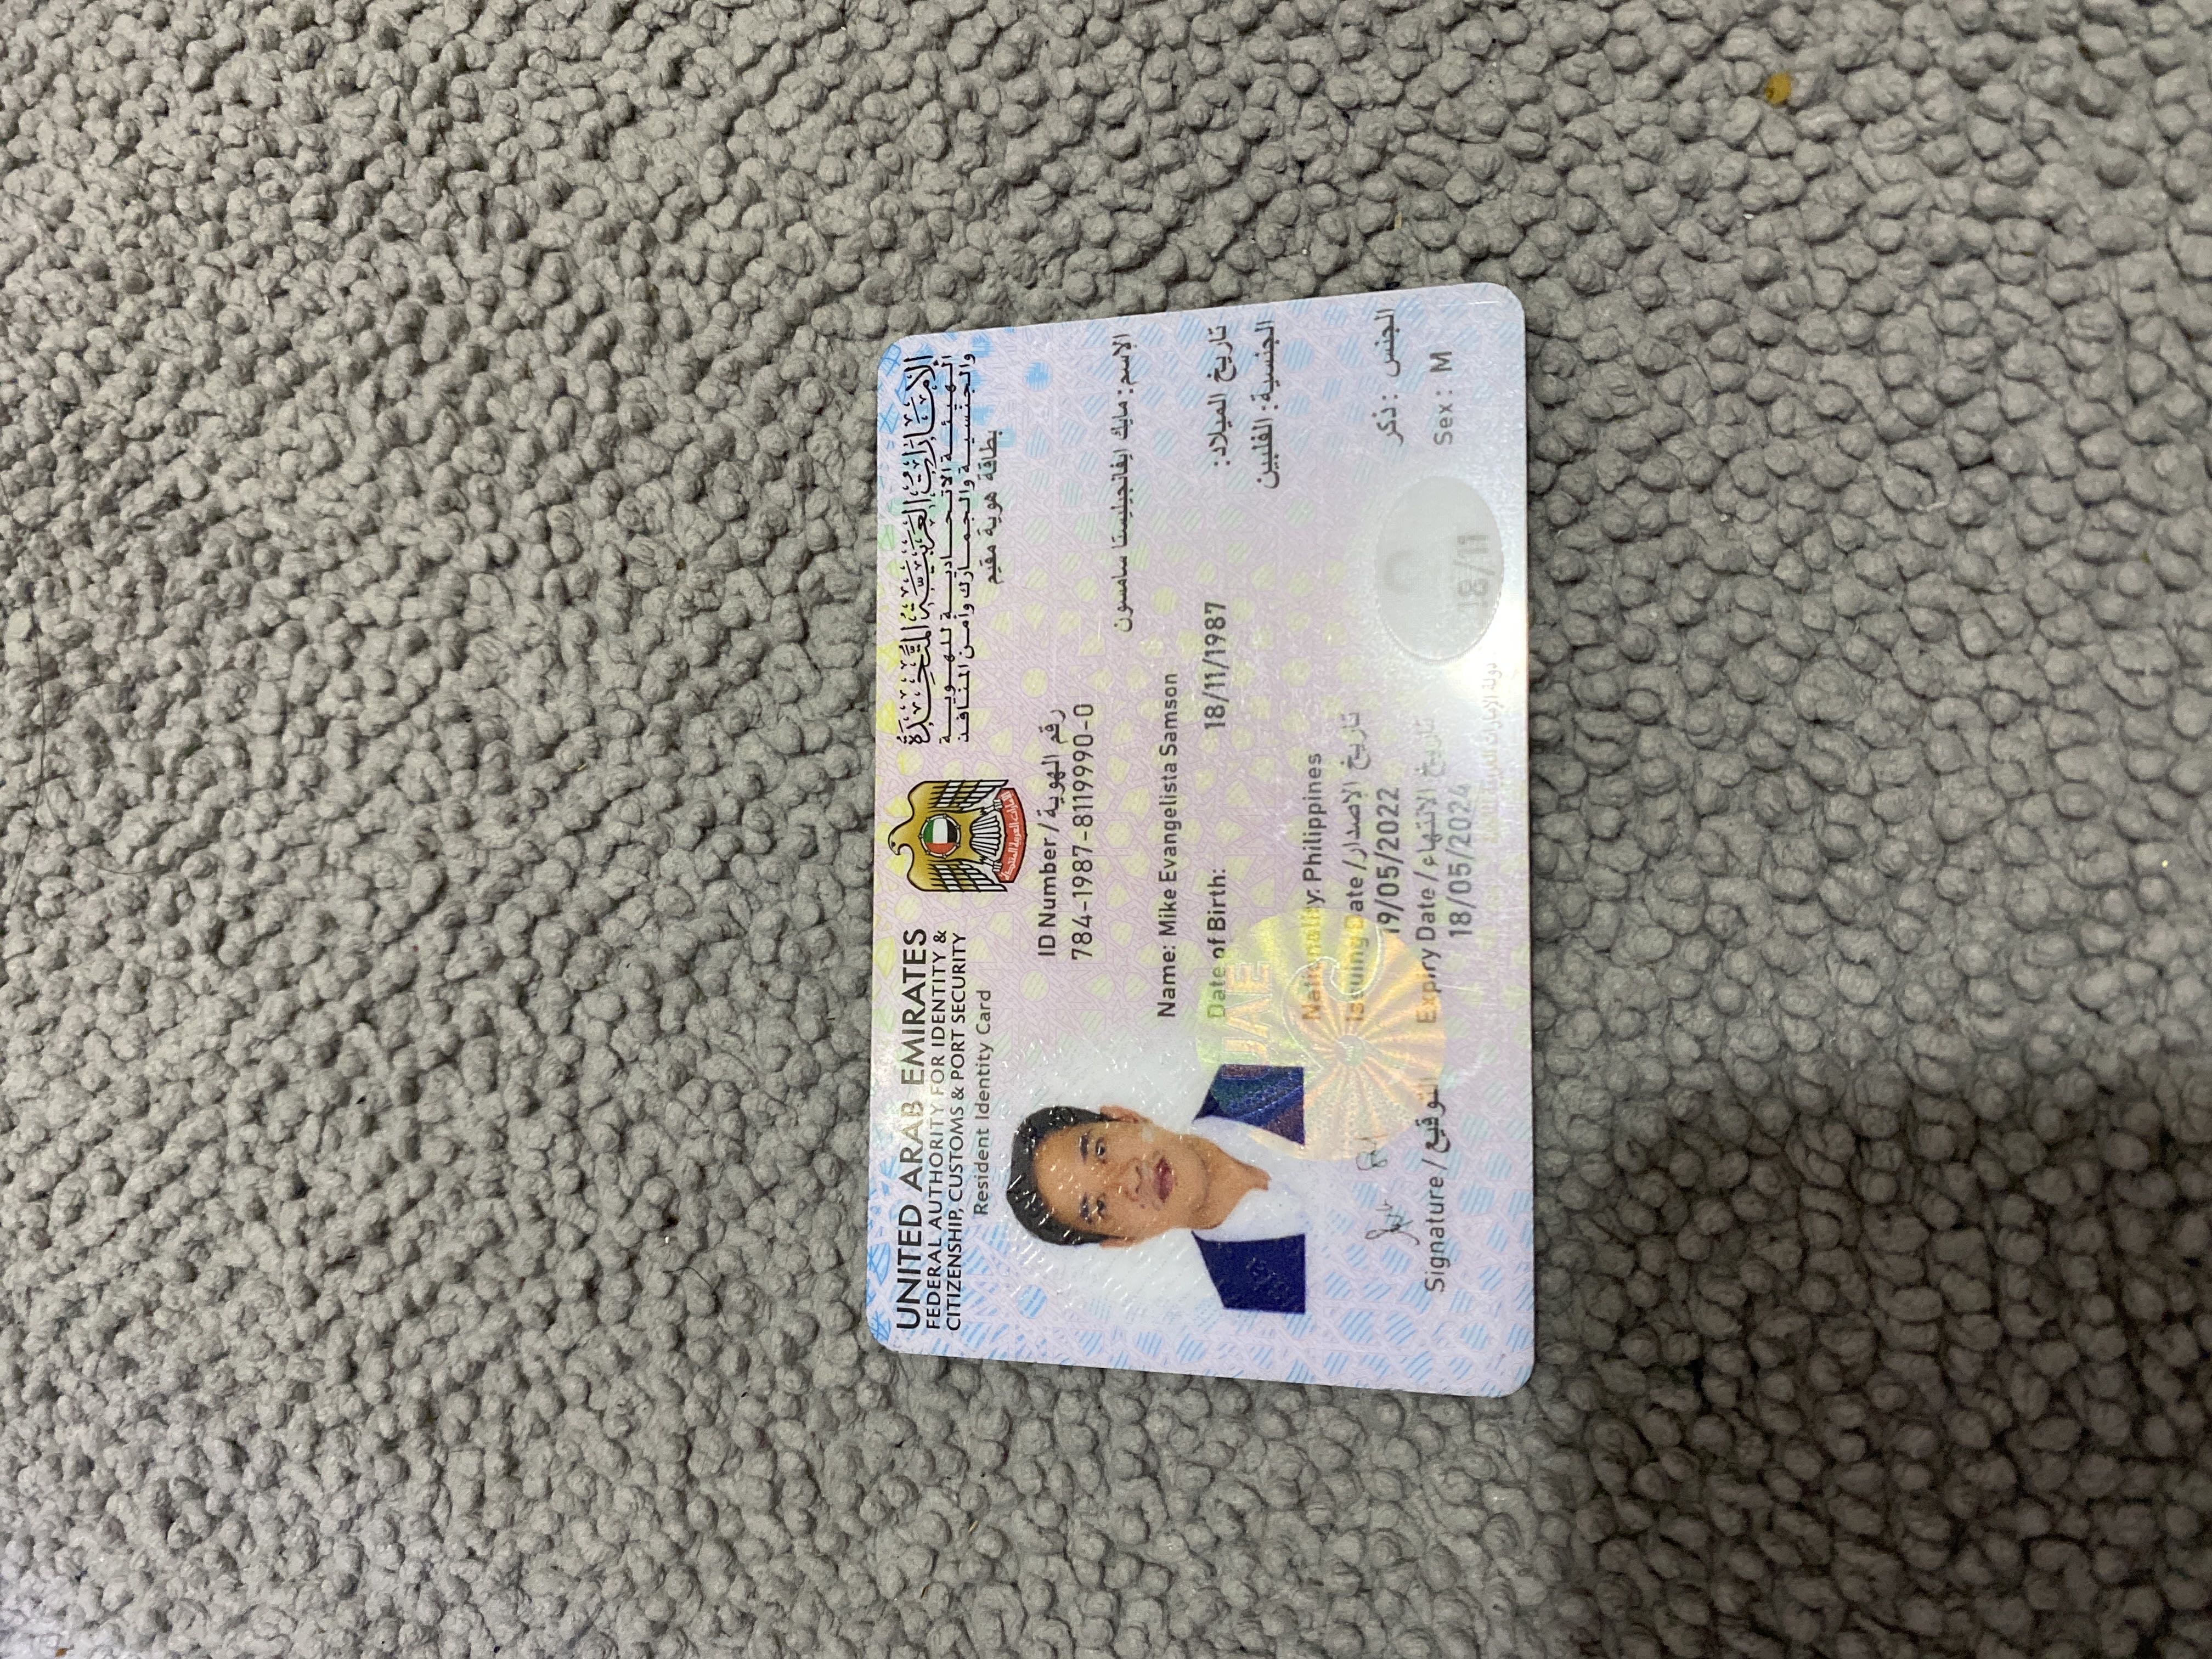 UNITED ARAB EMIRATES
FEDERAL AUTHORITY FOR IDENTITY &
CITIZENSHIP, CUSTOMS & PORT SECURITY
Resident Identity Card
الإمارات العربية المتحدة
الهيئة الاتحادية للهوية
والجنسية والجمارك وأمن المنافذ
بطاقة هوية مقيم
الإمارات العربية المتحدة
ID Number / رقم الهوية
784-1987-8119990-0
الإسم: مايك ايفانجيليستا سامسون
Name: Mike Evangelista Samson
Date of Birth: 18/11/1987 تاريخ الميلاد:
UAE
الجنسية: الفلبين
Nationality: Philippines
Issuing Date / تاريخ الإصدار
19/05/2022
الجنس : ذكر
Expiry Date / تاريخ الانتهاء
18/05/2024
Sex: M
Signature / التوقيع
18/11
دولة الإمارات العربية المتحدة